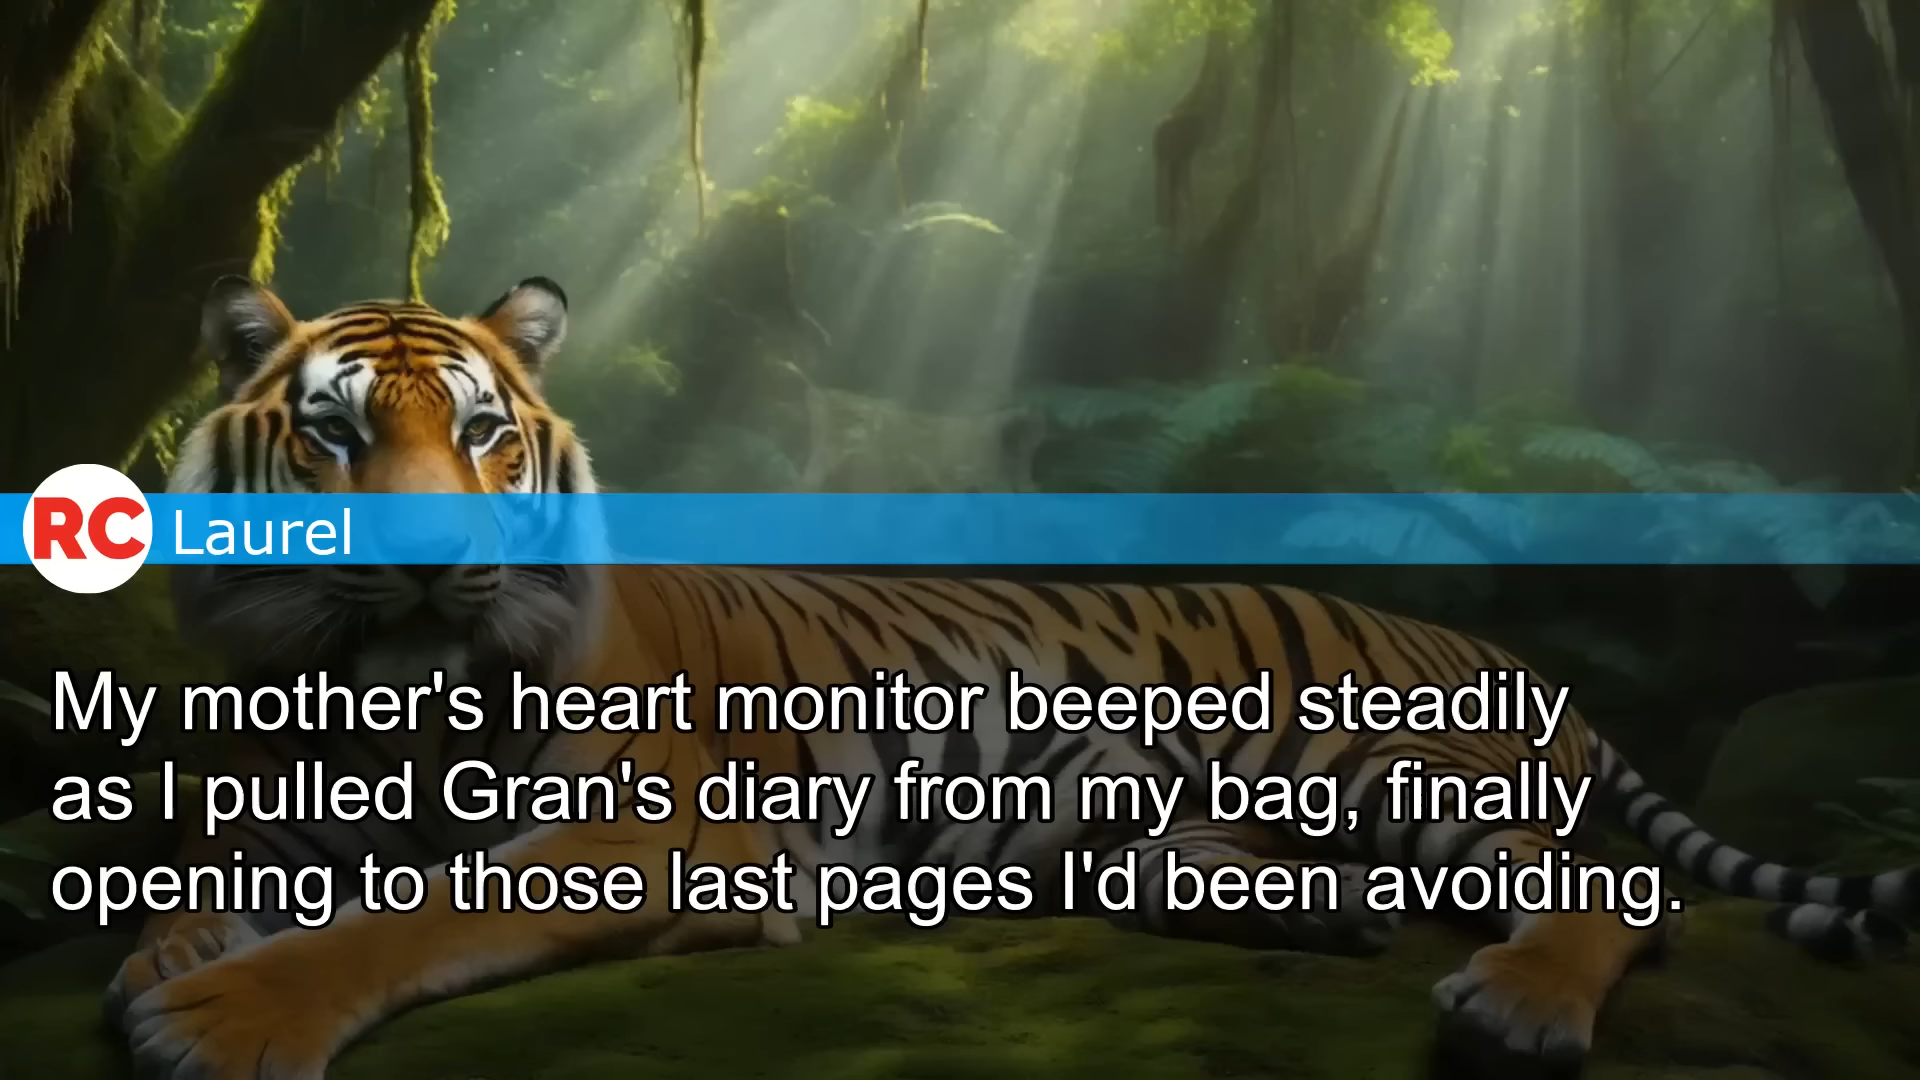 RC Laurel
My mother's heart monitor beeped steadily
as I pulled Gran's diary from my bag, finally
opening to those last pages I'd been avoiding.